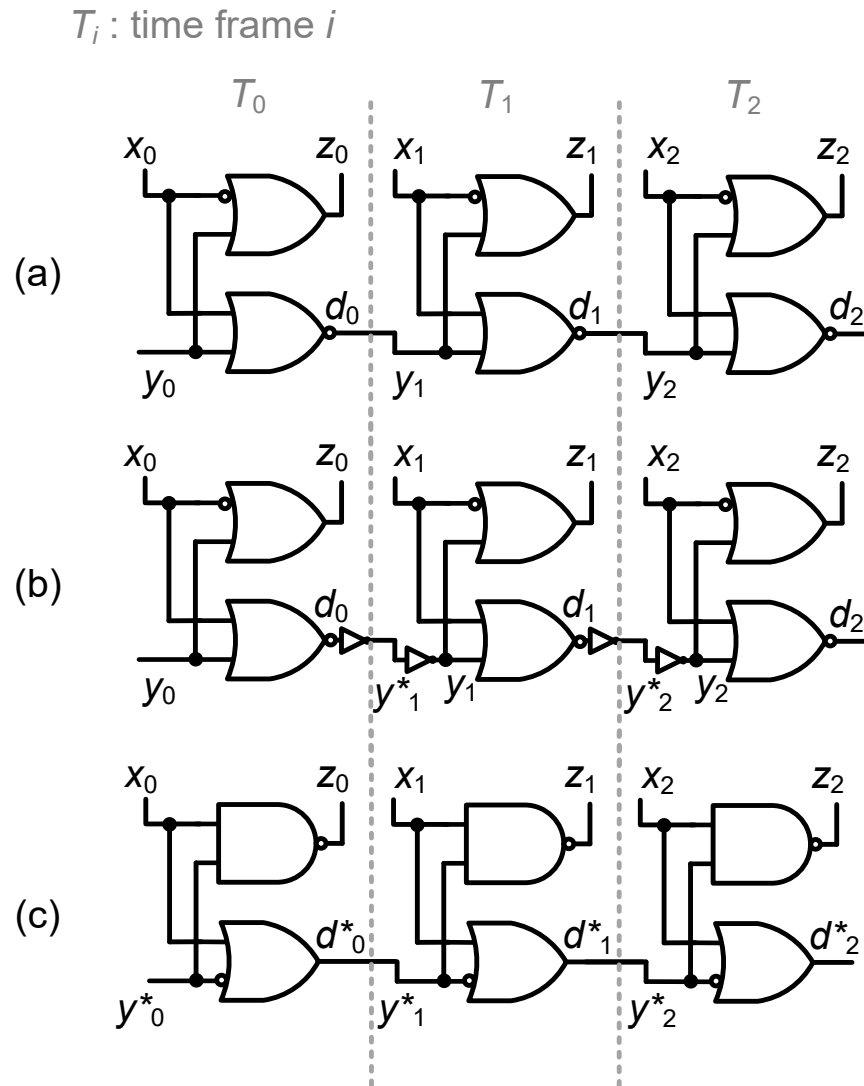 Tᵢ : time frame i
T₀ T₁ T₂
x₀ z₀ x₁ z₁ x₂ z₂
(a)
d₀ d₁ d₂
y₀ y₁ y₂
x₀ z₀ x₁ z₁ x₂ z₂
(b)
d₀ d₁ d₂
y₀ y*₁ y₁ y*₂ y₂
x₀ z₀ x₁ z₁ x₂ z₂
(c)
d*₀ d*₁ d*₂
y*₀ y*₁ y*₂